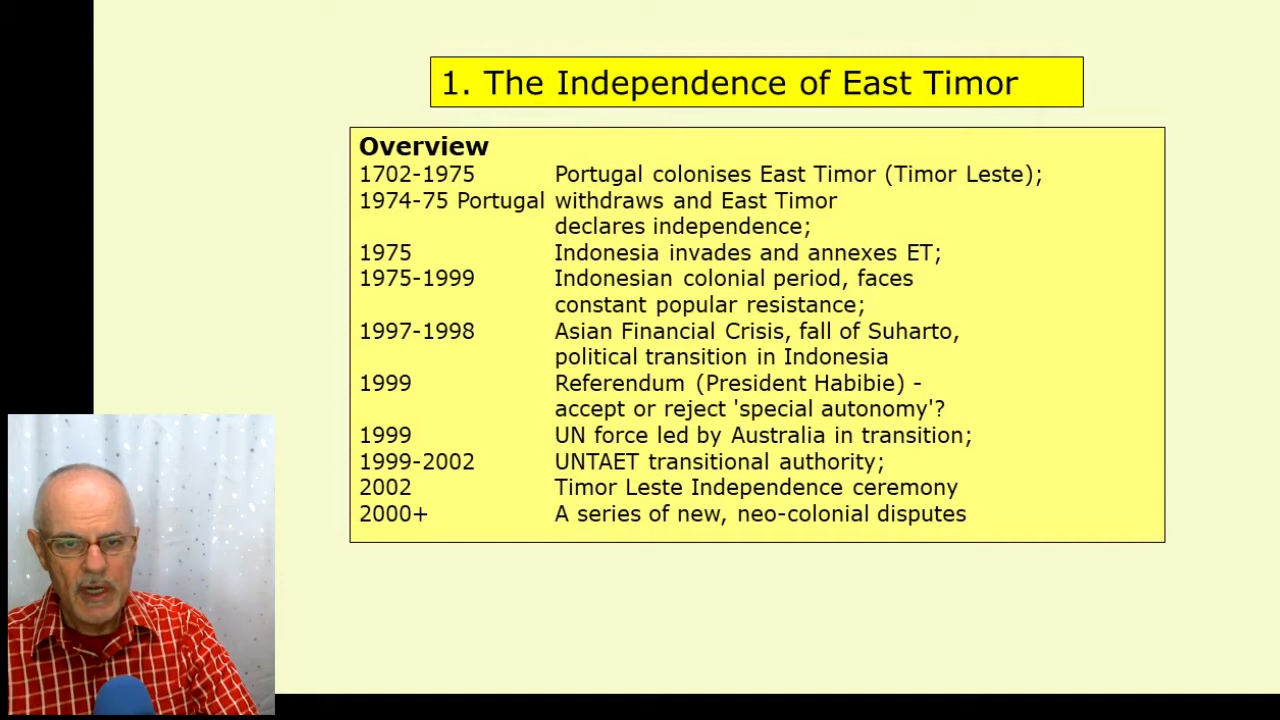 1. The Independence of East Timor
Overview
1702-1975 Portugal colonises East Timor (Timor Leste);
1974-75 Portugal withdraws and East Timor
declares independence;
1975 Indonesia invades and annexes ET;
1975-1999 Indonesian colonial period, faces
constant popular resistance;
1997-1998 Asian Financial Crisis, fall of Suharto,
political transition in Indonesia
1999 Referendum (President Habibie) -
accept or reject 'special autonomy'?
1999 UN force led by Australia in transition;
1999-2002 UNTAET transitional authority;
2002 Timor Leste Independence ceremony
2000+ A series of new, neo-colonial disputes